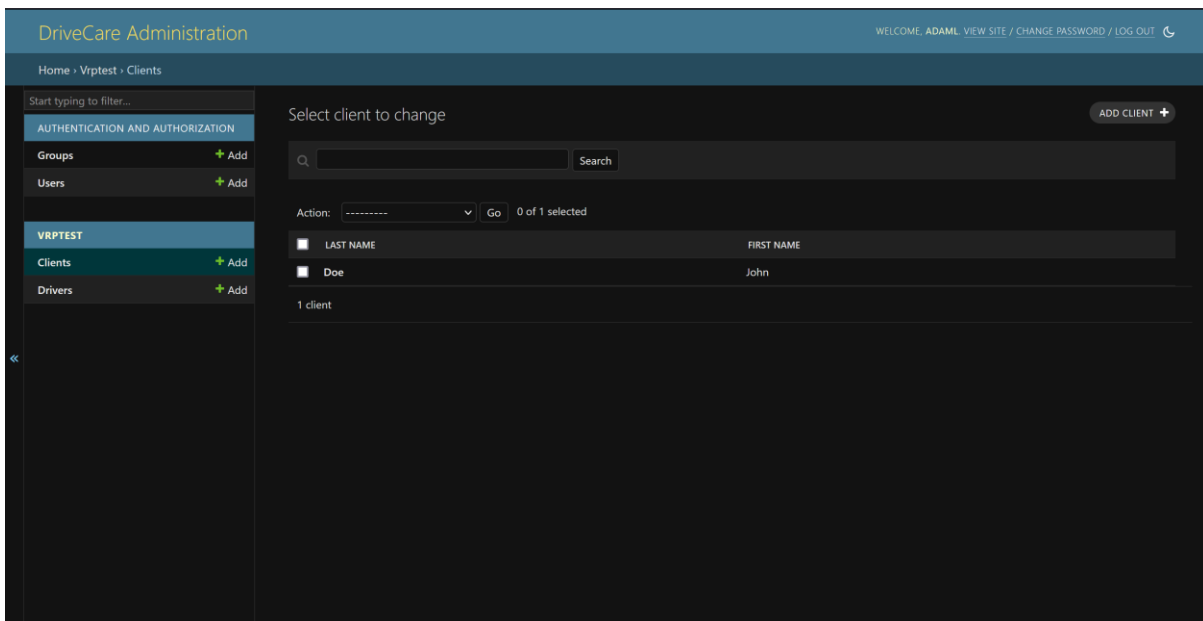 DriveCare Administration
WELCOME, ADAML. VIEW SITE / CHANGE PASSWORD / LOG OUT
Home › Vrptest › Clients
Start typing to filter...
AUTHENTICATION AND AUTHORIZATION
Groups + Add
Users + Add
VRPTEST
Clients + Add
Drivers + Add
«
Select client to change
ADD CLIENT +
Search
Action: --------- Go 0 of 1 selected
LAST NAME FIRST NAME
Doe John
1 client